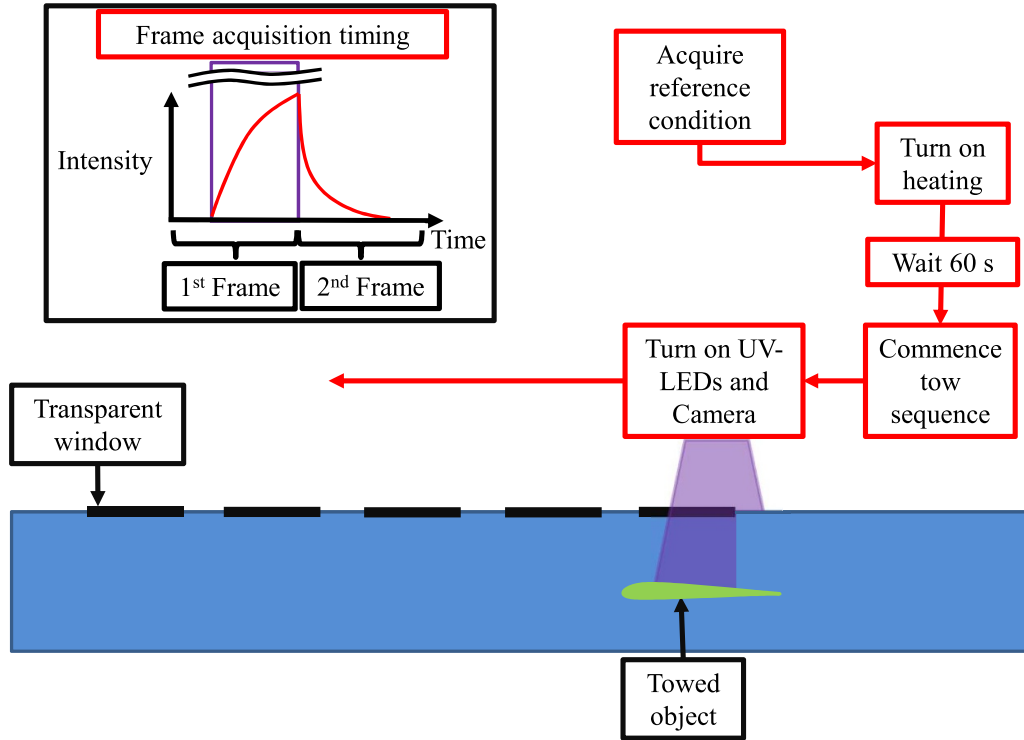 Frame acquisition timing
Intensity
Time
1st Frame
2nd Frame
Acquire
reference
condition
Turn on
heating
Wait 60 s
Commence
tow
sequence
Turn on UV-
LEDs and
Camera
Transparent
window
Towed
object